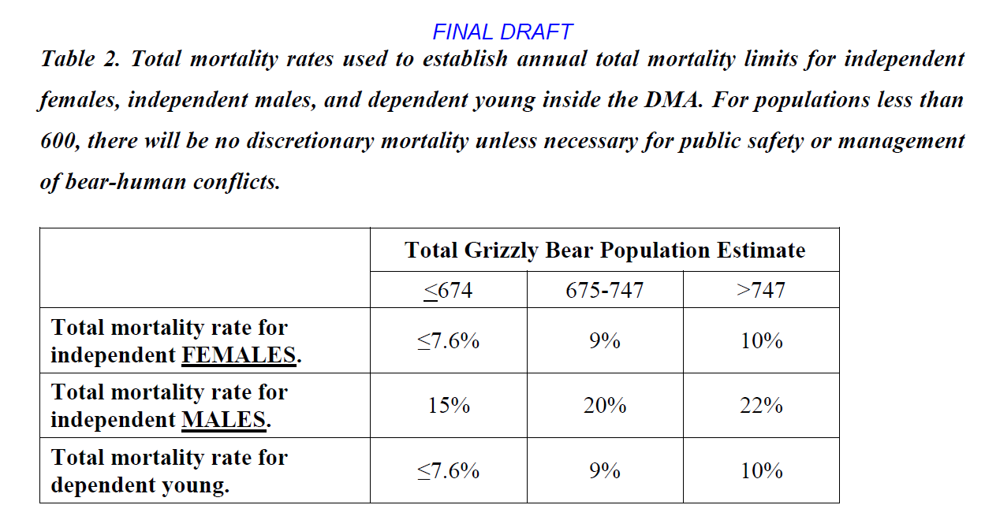 FINAL DRAFT
Table 2. Total mortality rates used to establish annual total mortality limits for independent
females, independent males, and dependent young inside the DMA. For populations less than
600, there will be no discretionary mortality unless necessary for public safety or management
of bear-human conflicts.
Total Grizzly Bear Population Estimate
≤674 675-747 >747
Total mortality rate for
independent FEMALES.
≤7.6% 9% 10%
Total mortality rate for
independent MALES.
15% 20% 22%
Total mortality rate for
dependent young.
≤7.6% 9% 10%